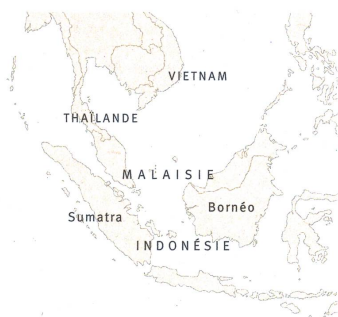 VIETNAM
THAÏLANDE
MALAISIE
Bornéo
Sumatra
INDONÉSIE